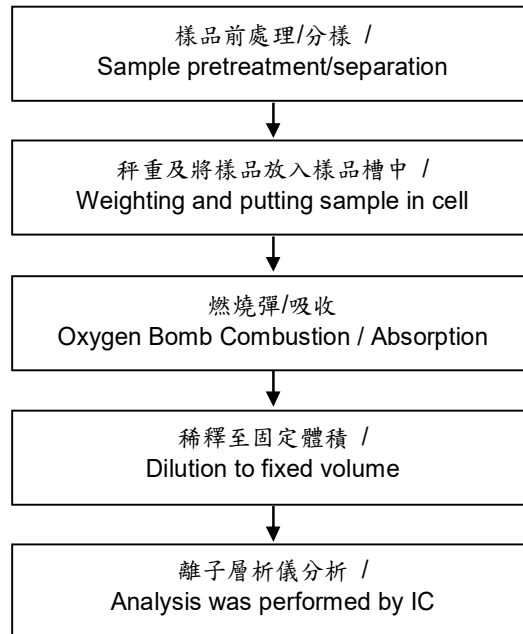 樣品前處理/分樣 /
Sample pretreatment/separation
秤重及將樣品放入樣品槽中 /
Weighting and putting sample in cell
燃燒彈/吸收
Oxygen Bomb Combustion / Absorption
稀釋至固定體積 /
Dilution to fixed volume
離子層析儀分析 /
Analysis was performed by IC